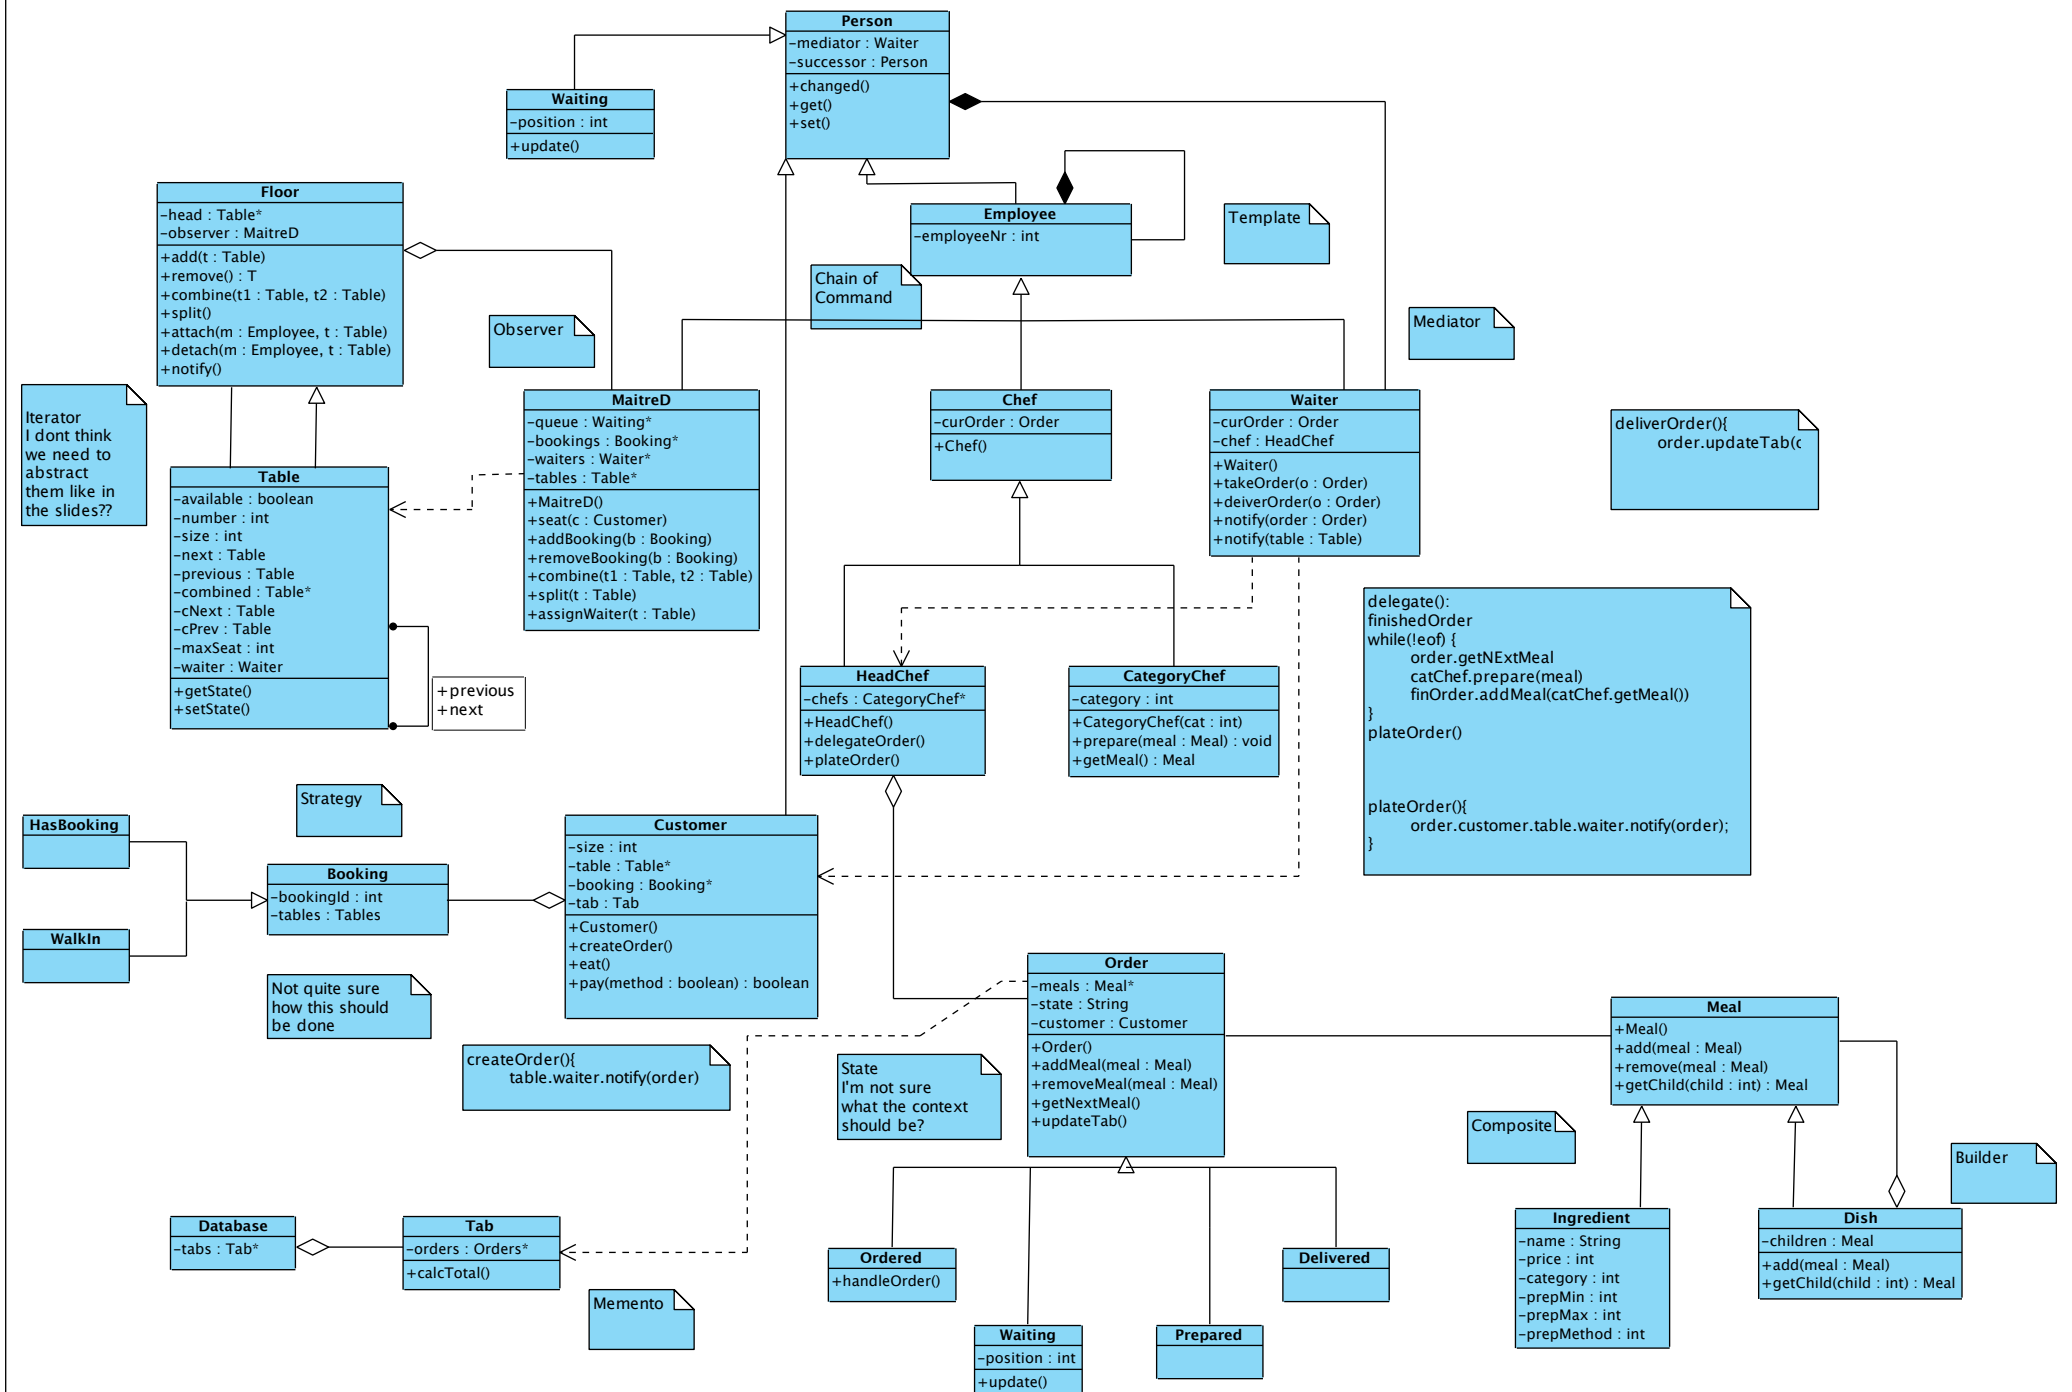 Person
-mediator : Waiter
-successor : Person
+changed()
+get()
+set()
Waiting
-position : int
+update()
Floor
-head : Table*
-observer : MaitreD
+add(t : Table)
+remove() : T
+combine(t1 : Table, t2 : Table)
+split()
+attach(m : Employee, t : Table)
+detach(m : Employee, t : Table)
+notify()
Employee
-employeeNr : int
Template
Chain of
Command
Observer
Mediator
Iterator
I dont think
we need to
abstract
them like in
the slides??
MaitreD
-queue : Waiting*
-bookings : Booking*
-waiters : Waiter*
-tables : Table*
+MaitreD()
+seat(c : Customer)
+addBooking(b : Booking)
+removeBooking(b : Booking)
+combine(t1 : Table, t2 : Table)
+split(t : Table)
+assignWaiter(t : Table)
Chef
-curOrder : Order
+Chef()
Waiter
-curOrder : Order
-chef : HeadChef
+Waiter()
+takeOrder(o : Order)
+deiverOrder(o : Order)
+notify(order : Order)
+notify(table : Table)
deliverOrder(){
order.updateTab(c
Table
-available : boolean
-number : int
-size : int
-next : Table
-previous : Table
-combined : Table*
-cNext : Table
-cPrev : Table
-maxSeat : int
-waiter : Waiter
+getState()
+setState()
+previous
+next
delegate():
finishedOrder
while(!eof) {
order.getNExtMeal
catChef.prepare(meal)
finOrder.addMeal(catChef.getMeal())
}
plateOrder()
plateOrder(){
order.customer.table.waiter.notify(order);
}
HeadChef
-chefs : CategoryChef*
+HeadChef()
+delegateOrder()
+plateOrder()
CategoryChef
-category : int
+CategoryChef(cat : int)
+prepare(meal : Meal) : void
+getMeal() : Meal
Strategy
HasBooking
WalkIn
Booking
-bookingId : int
-tables : Tables
Customer
-size : int
-table : Table*
-booking : Booking*
-tab : Tab
+Customer()
+createOrder()
+eat()
+pay(method : boolean) : boolean
Not quite sure
how this should
be done
createOrder(){
table.waiter.notify(order)
State
I'm not sure
what the context
should be?
Order
-meals : Meal*
-state : String
-customer : Customer
+Order()
+addMeal(meal : Meal)
+removeMeal(meal : Meal)
+getNextMeal()
+updateTab()
Meal
+Meal()
+add(meal : Meal)
+remove(meal : Meal)
+getChild(child : int) : Meal
Composite
Builder
Database
-tabs : Tab*
Tab
-orders : Orders*
+calcTotal()
Memento
Ordered
+handleOrder()
Waiting
-position : int
+update()
Prepared
Delivered
Ingredient
-name : String
-price : int
-category : int
-prepMin : int
-prepMax : int
-prepMethod : int
Dish
-children : Meal
+add(meal : Meal)
+getChild(child : int) : Meal